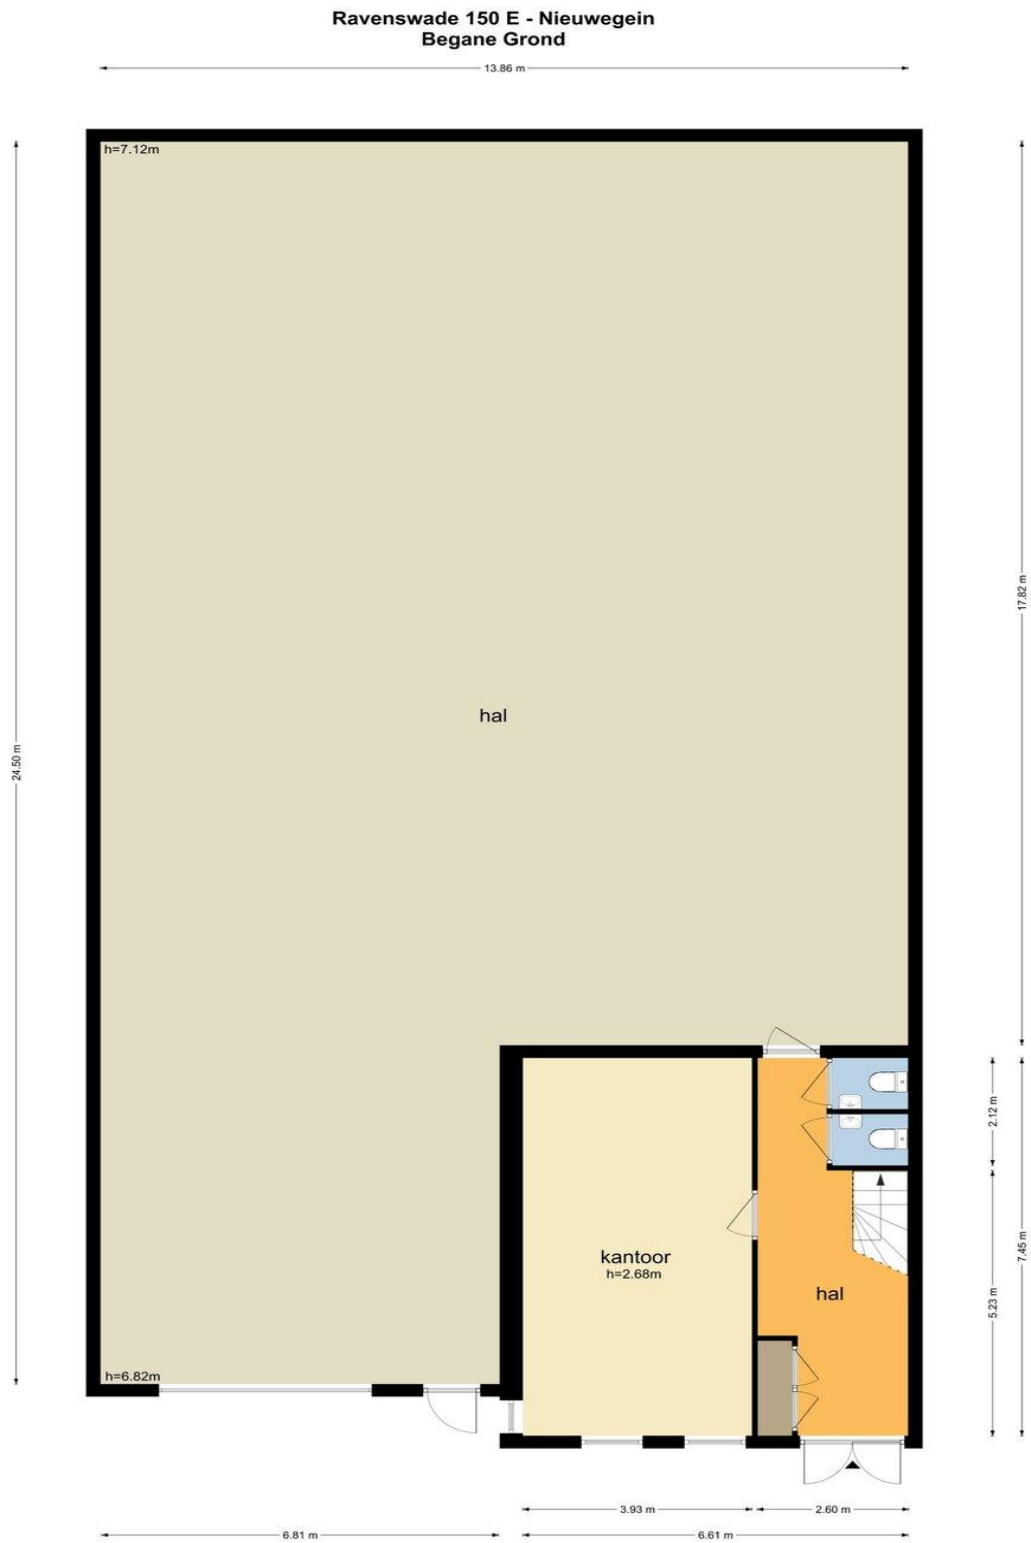 Ravenswade 150 E - Nieuwegein
Begane Grond
13.86 m
h=7.12m
17.82 m
hal
24.50 m
2.12 m
7.45 m
kantoor
h=2.68m
hal
5.23 m
h=6.82m
3.93 m
2.60 m
6.81 m
6.61 m